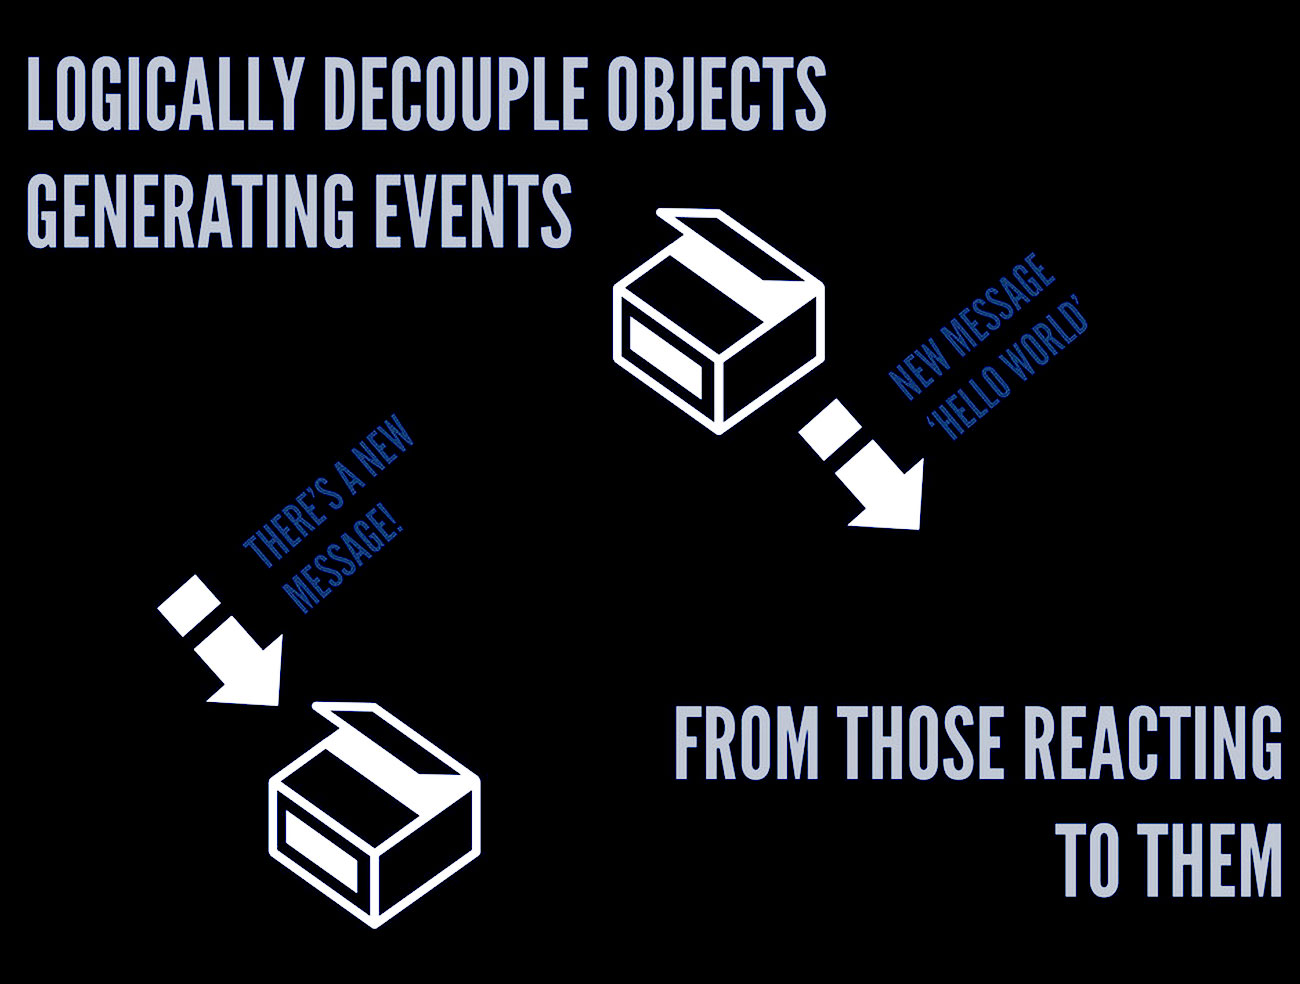 LOGICALLY DECOUPLE OBJECTS
GENERATING EVENTS
NEW MESSAGE
‘HELLO WORLD’
THERE’S A NEW
MESSAGE!
FROM THOSE REACTING
TO THEM